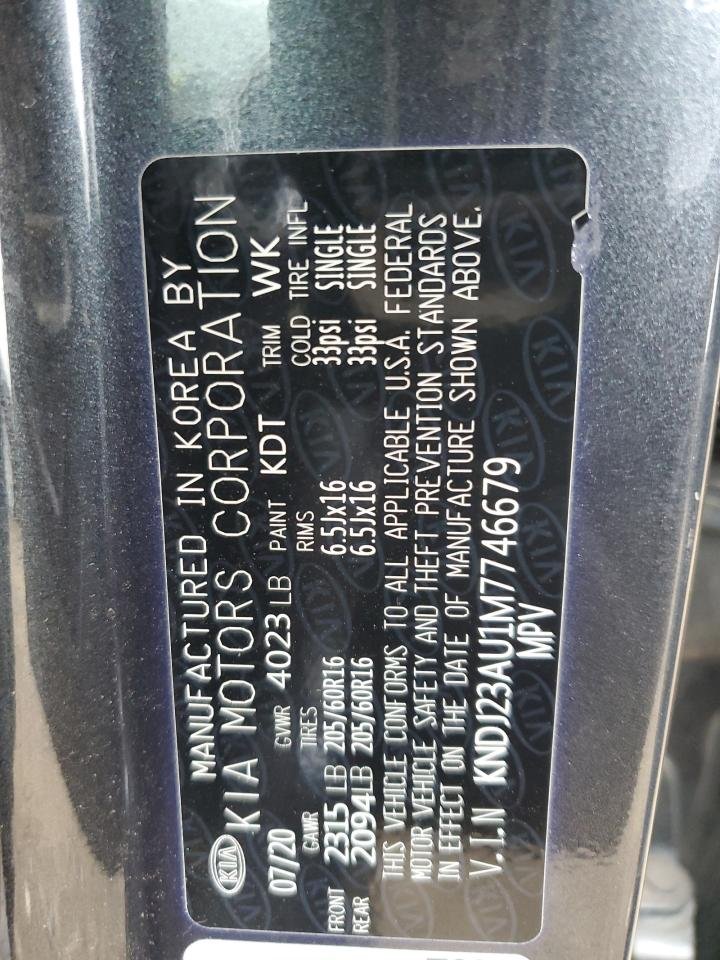 MANUFACTURED IN KOREA BY
KIA KIA MOTORS CORPORATION
07/20 GVWR 4023 LB PAINT KDT TRIM WK
GAWR TIRES RIMS COLD TIRE INFL
FRONT 2315 LB 205/60R16 6.5Jx16 33psi SINGLE
REAR 2094LB 205/60R16 6.5Jx16 33psi SINGLE
THIS VEHICLE CONFORMS TO ALL APPLICABLE U.S.A. FEDERAL
MOTOR VEHICLE SAFETY AND THEFT PREVENTION STANDARDS
IN EFFECT ON THE DATE OF MANUFACTURE SHOWN ABOVE.
V.I.N KNDJ23AU1M7746679
MPV